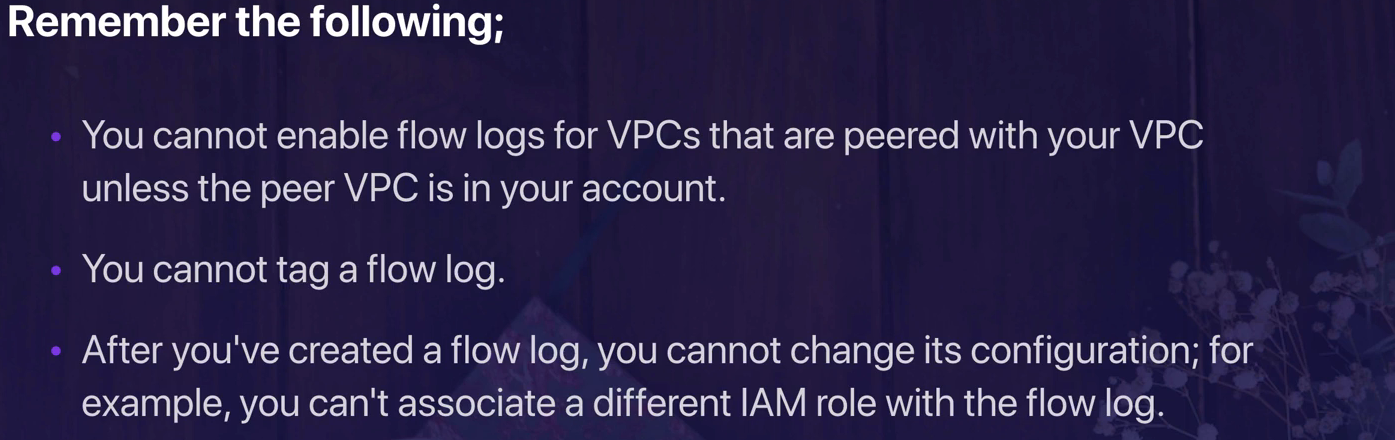 Remember the following;
You cannot enable flow logs for VPCs that are peered with your VPC
unless the peer VPC is in your account.
You cannot tag a flow log.
After you've created a flow log, you cannot change its configuration; for
example, you can't associate a different IAM role with the flow log.